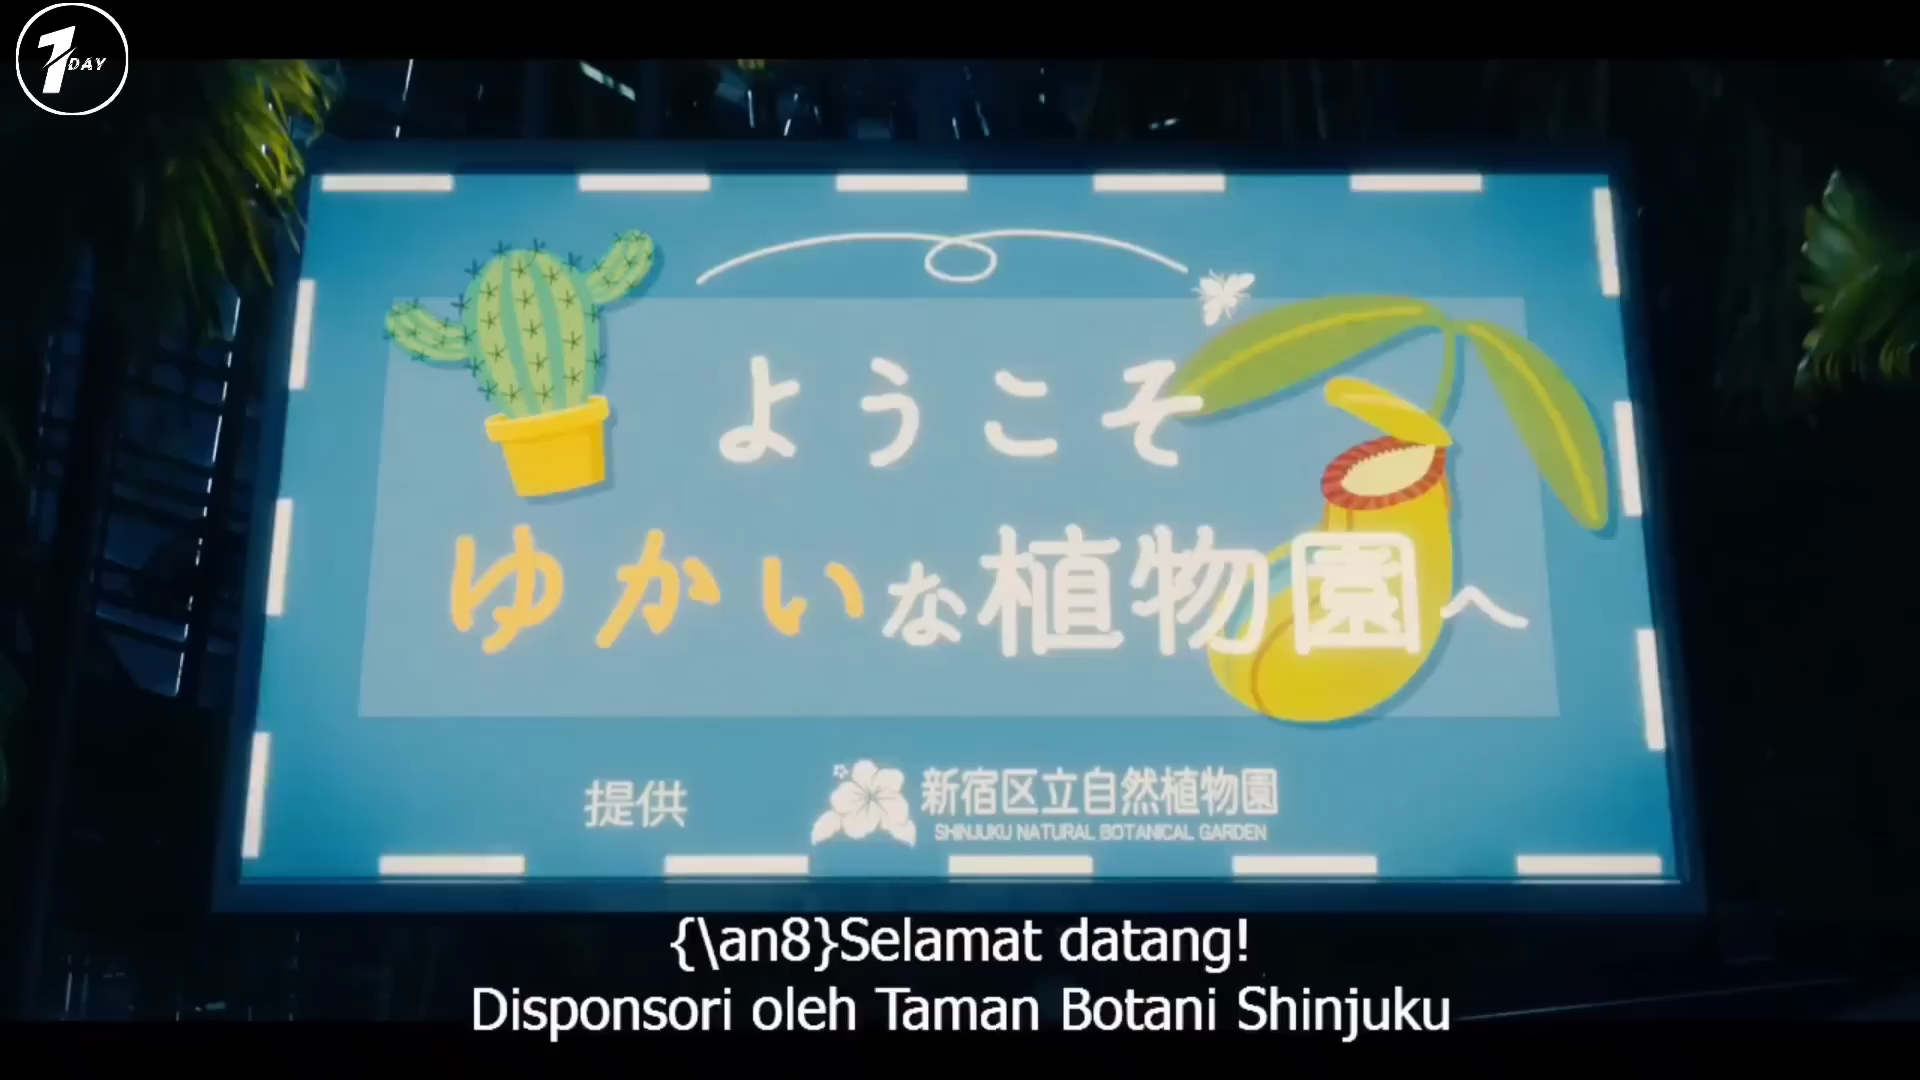 1DAY
ようこそ
ゆかいな植物園へ
提供
新宿区立自然植物園
SHINJUKU NATURAL BOTANICAL GARDEN
{\an8}Selamat datang!
Disponsori oleh Taman Botani Shinjuku